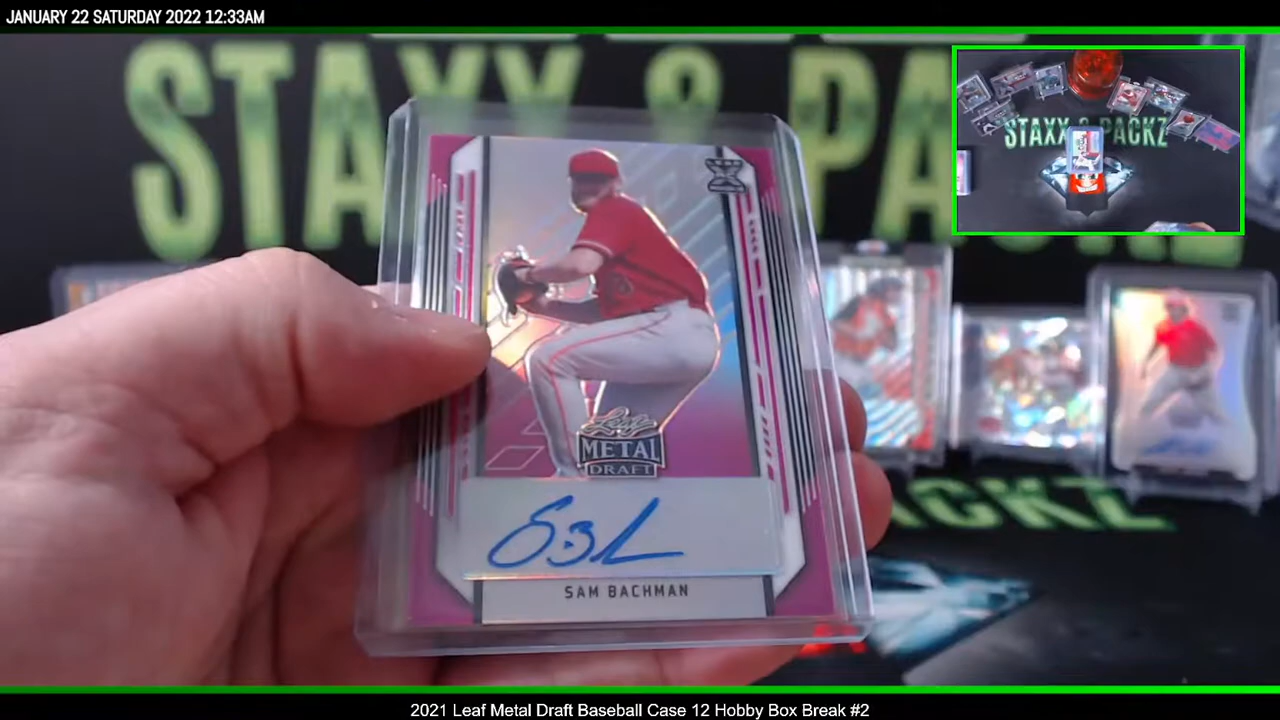 JANUARY 22 SATURDAY 2022 12:33AM
STAXX & PACKZ
STAXX & PACKZ
Leaf
METAL
DRAFT
SAM BACHMAN
2021 Leaf Metal Draft Baseball Case 12 Hobby Box Break #2